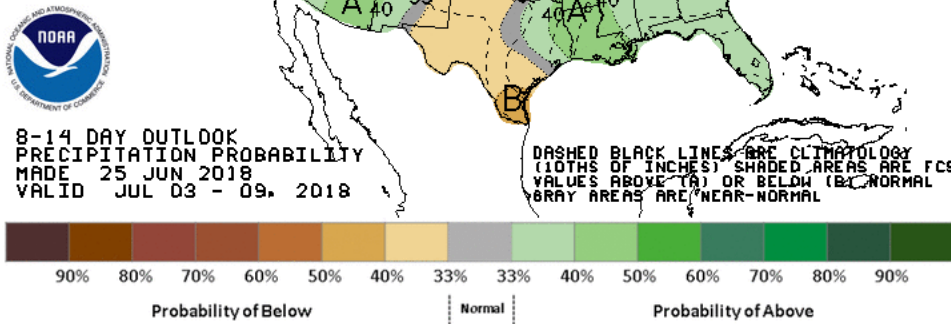 A 40
40 A 40
NATIONAL OCEANIC AND ATMOSPHERIC ADMINISTRATION
NOAA
U.S. DEPARTMENT OF COMMERCE
B
8-14 DAY OUTLOOK
PRECIPITATION PROBABILITY
MADE 25 JUN 2018
VALID JUL 03 - 09, 2018
DASHED BLACK LINES ARE CLIMATOLOGY
(10THS OF INCHES) SHADED AREAS ARE FCS
VALUES ABOVE (A) OR BELOW (B) NORMAL
GRAY AREAS ARE NEAR-NORMAL
90% 80% 70% 60% 50% 40% 33% 33% 40% 50% 60% 70% 80% 90%
Probability of Below Normal Probability of Above